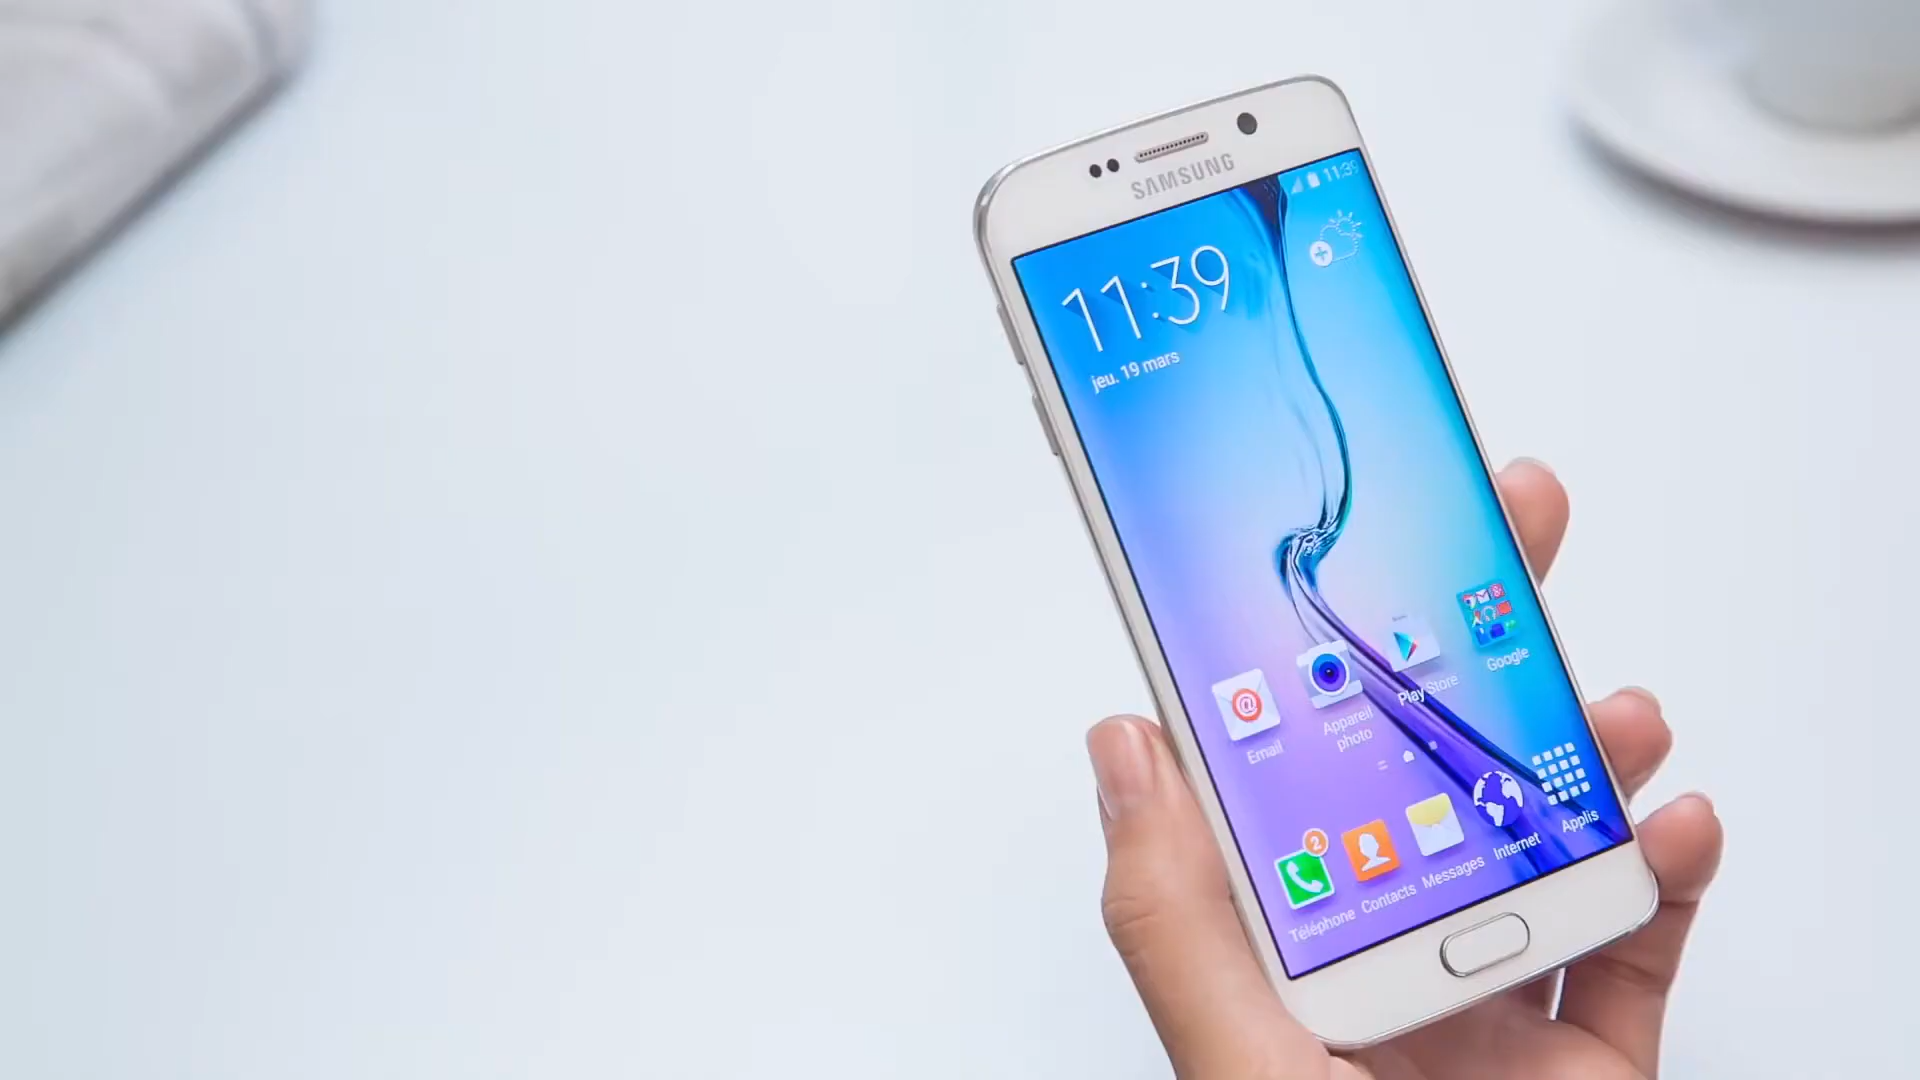 SAMSUNG
11:39
11:39
jeu. 19 mars
Email
Appareil
photo
Play Store
Google
2
Téléphone
Contacts
Messages
Internet
Applis